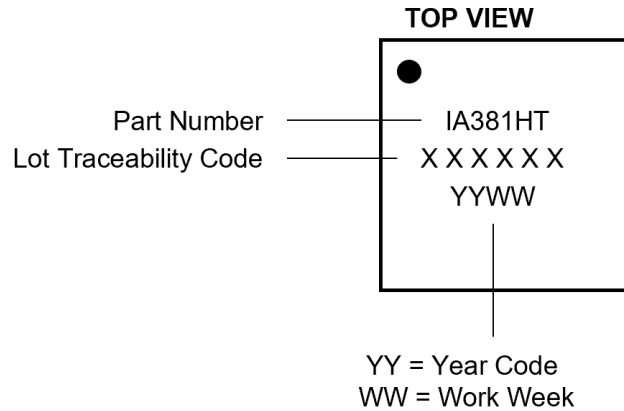 TOP VIEW
Part Number
IA381HT
Lot Traceability Code
X X X X X X
YYWW
YY = Year Code
WW = Work Week